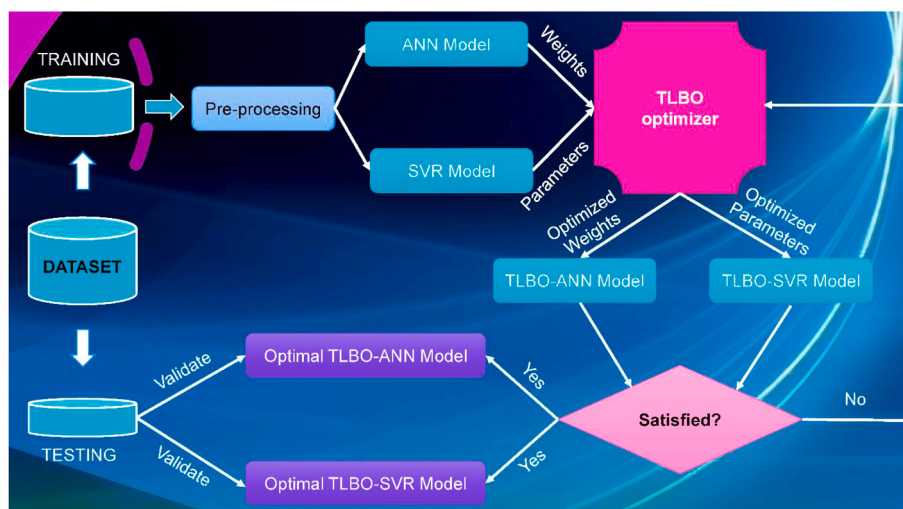 TRAINING
ANN Model
Weights
TLBO
optimizer
Pre-processing
SVR Model
Parameters
Optimized
Weights
Optimized
Parameters
DATASET
TLBO-ANN Model
TLBO-SVR Model
Validate
Optimal TLBO-ANN Model
Yes
Satisfied?
No
TESTING
Validate
Optimal TLBO-SVR Model
Yes